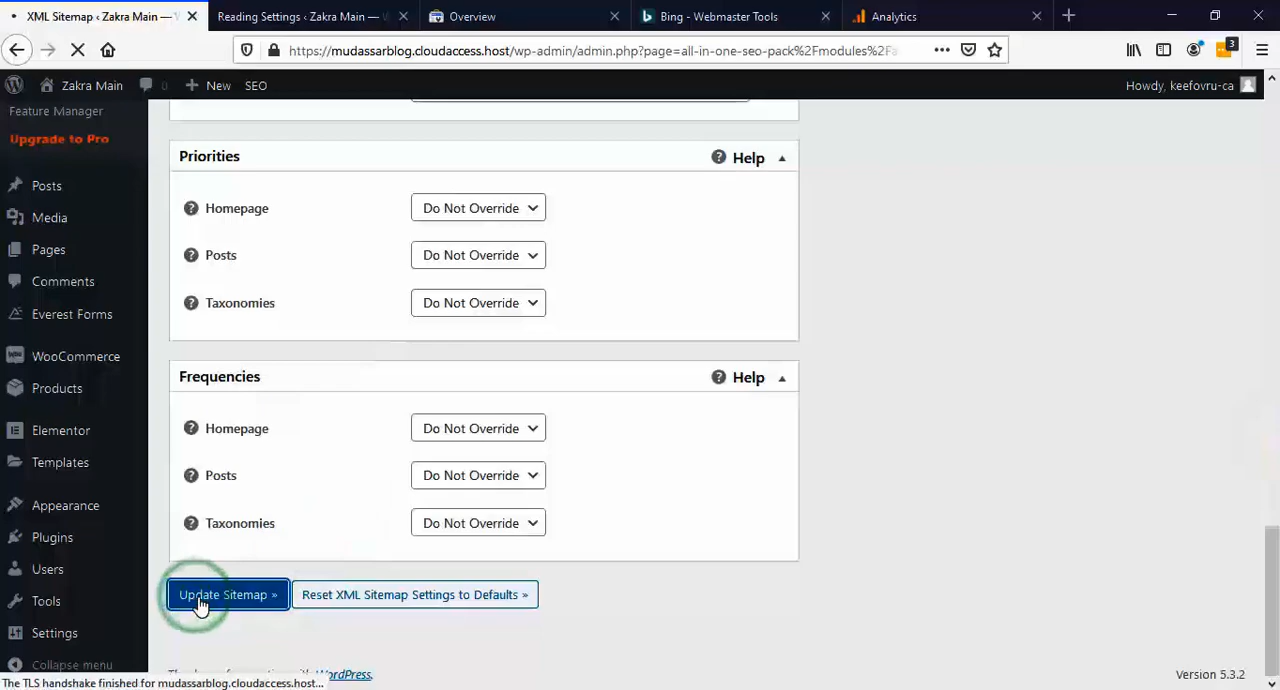 XML Sitemap ‹ Zakra Main —
Reading Settings ‹ Zakra Main —
Overview
Bing - Webmaster Tools
Analytics
https://mudassarblog.cloudaccess.host/wp-admin/admin.php?page=all-in-one-seo-pack%2Fmodules%2Fa
3
Zakra Main
0
New
SEO
Howdy, keefovru-ca
Feature Manager
Upgrade to Pro
Posts
Media
Pages
Comments
Everest Forms
WooCommerce
Products
Elementor
Templates
Appearance
Plugins
Users
Tools
Settings
Collapse menu
Priorities
Help
Homepage
Do Not Override
Posts
Do Not Override
Taxonomies
Do Not Override
Frequencies
Help
Homepage
Do Not Override
Posts
Do Not Override
Taxonomies
Do Not Override
Update Sitemap »
Reset XML Sitemap Settings to Defaults »
WordPress.
Version 5.3.2
The TLS handshake finished for mudassarblog.cloudaccess.host...